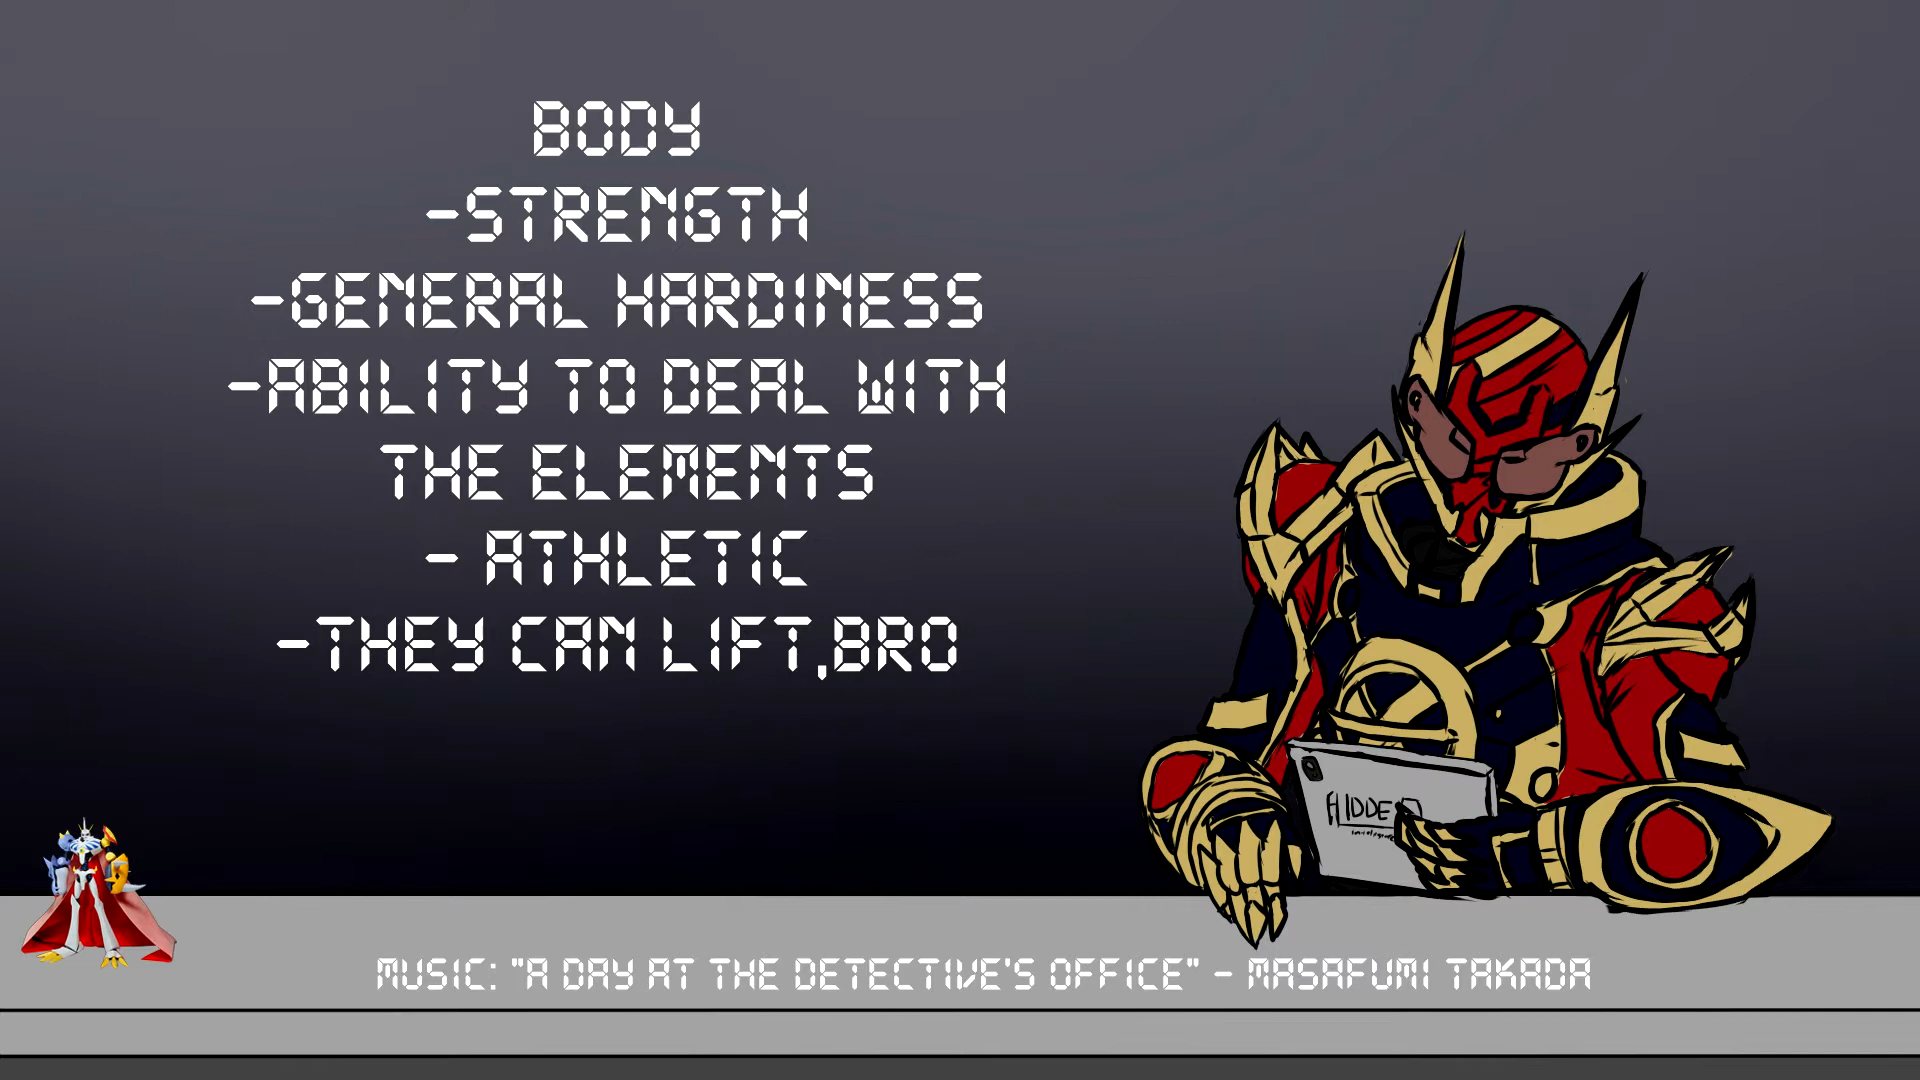 BODY
-STRENGTH
-GENERAL HARDINESS
-ABILITY TO DEAL WITH
THE ELEMENTS
- ATHLETIC
-THEY CAN LIFT,BRO
HIDDE
MUSIC: "A DAY AT THE DETECTIVE'S OFFICE" - MASAFUMI TAKADA